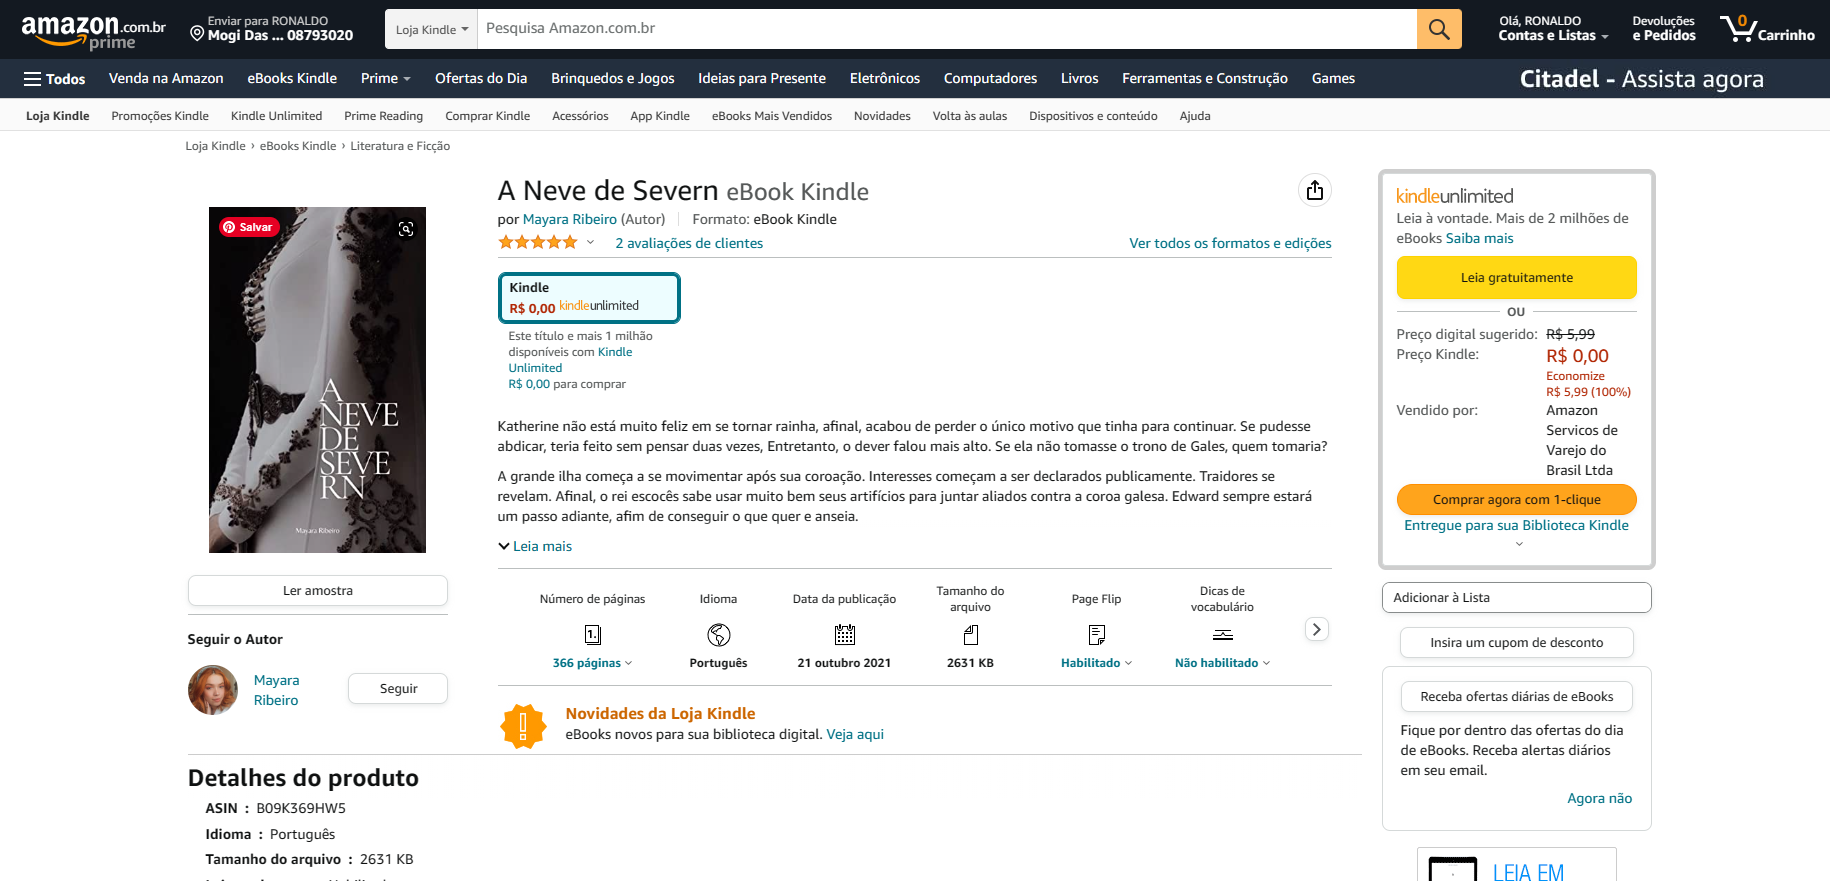 amazon.com.br
prime
Enviar para RONALDO
Mogi Das ... 08793020
Loja Kindle
Pesquisa Amazon.com.br
Olá, RONALDO
Contas e Listas
Devoluções
e Pedidos
0
Carrinho
Todos
Venda na Amazon
eBooks Kindle
Prime
Ofertas do Dia
Brinquedos e Jogos
Ideias para Presente
Eletrônicos
Computadores
Livros
Ferramentas e Construção
Games
Citadel - Assista agora
Loja Kindle
Promoções Kindle
Kindle Unlimited
Prime Reading
Comprar Kindle
Acessórios
App Kindle
eBooks Mais Vendidos
Novidades
Volta às aulas
Dispositivos e conteúdo
Ajuda
Loja Kindle › eBooks Kindle › Literatura e Ficção
Salvar
A
NEVE
DE
SEVE
RN
Mayara Ribeiro
Ler amostra
Seguir o Autor
Mayara
Ribeiro
Seguir
A Neve de Severn eBook Kindle
por Mayara Ribeiro (Autor)
Formato: eBook Kindle
2 avaliações de clientes
Ver todos os formatos e edições
Kindle
R$ 0,00 kindleunlimited
Este título e mais 1 milhão
disponíveis com Kindle
Unlimited
R$ 0,00 para comprar
Katherine não está muito feliz em se tornar rainha, afinal, acabou de perder o único motivo que tinha para continuar. Se pudesse
abdicar, teria feito sem pensar duas vezes, Entretanto, o dever falou mais alto. Se ela não tomasse o trono de Gales, quem tomaria?
A grande ilha começa a se movimentar após sua coroação. Interesses começam a ser declarados publicamente. Traidores se
revelam. Afinal, o rei escocês sabe usar muito bem seus artifícios para juntar aliados contra a coroa galesa. Edward sempre estará
um passo adiante, afim de conseguir o que quer e anseia.
Leia mais
Número de páginas
1.
366 páginas
Idioma
Português
Data da publicação
21 outubro 2021
Tamanho do
arquivo
2631 KB
Page Flip
Habilitado
Dicas de
vocabulário
Não habilitado
Novidades da Loja Kindle
eBooks novos para sua biblioteca digital. Veja aqui
kindleunlimited
Leia à vontade. Mais de 2 milhões de
eBooks Saiba mais
Leia gratuitamente
OU
Preço digital sugerido: R$ 5,99
Preço Kindle: R$ 0,00
Economize
R$ 5,99 (100%)
Vendido por: Amazon
Servicos de
Varejo do
Brasil Ltda
Comprar agora com 1-clique
Entregue para sua Biblioteca Kindle
Adicionar à Lista
Insira um cupom de desconto
Receba ofertas diárias de eBooks
Fique por dentro das ofertas do dia
de eBooks. Receba alertas diários
em seu email.
Agora não
LEIA EM
Detalhes do produto
ASIN : B09K369HW5
Idioma : Português
Tamanho do arquivo : 2631 KB